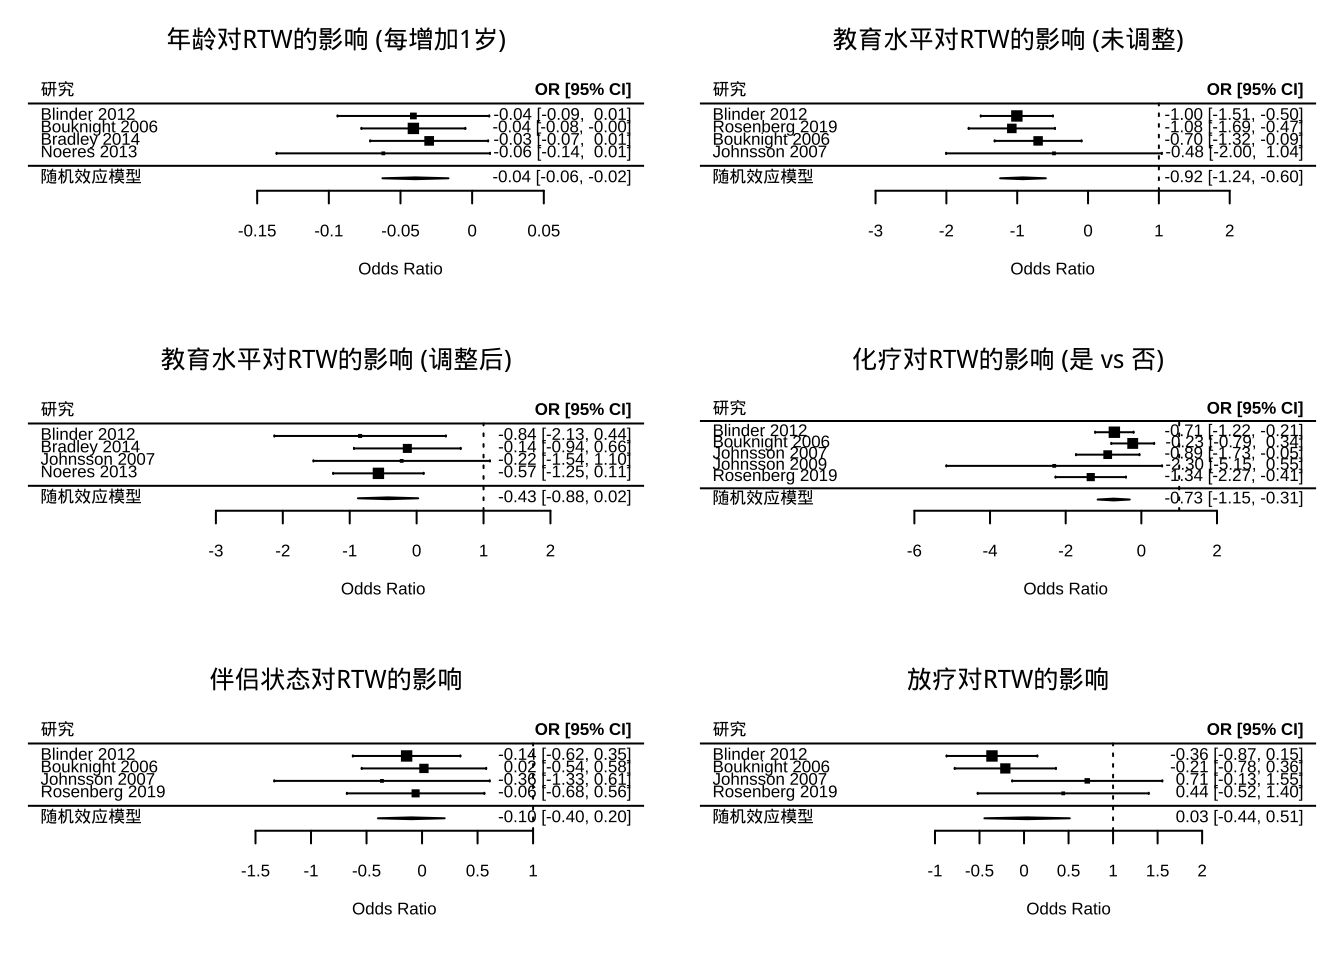 年龄对RTW的影响 (每增加1岁)
研究 OR [95% CI]
Blinder 2012 -0.04 [-0.09, 0.01]
Bouknight 2006 -0.04 [-0.08, -0.00]
Bradley 2014 -0.03 [-0.07, 0.01]
Noeres 2013 -0.06 [-0.14, 0.01]
随机效应模型 -0.04 [-0.06, -0.02]
-0.15 -0.1 -0.05 0 0.05
Odds Ratio
教育水平对RTW的影响 (未调整)
研究 OR [95% CI]
Blinder 2012 -1.00 [-1.51, -0.50]
Rosenberg 2019 -1.08 [-1.69, -0.47]
Bouknight 2006 -0.70 [-1.32, -0.09]
Johnsson 2007 -0.48 [-2.00, 1.04]
随机效应模型 -0.92 [-1.24, -0.60]
-3 -2 -1 0 1 2
Odds Ratio
教育水平对RTW的影响 (调整后)
研究 OR [95% CI]
Blinder 2012 -0.84 [-2.13, 0.44]
Bradley 2014 -0.14 [-0.94, 0.66]
Johnsson 2007 -0.22 [-1.54, 1.10]
Noeres 2013 -0.57 [-1.25, 0.11]
随机效应模型 -0.43 [-0.88, 0.02]
-3 -2 -1 0 1 2
Odds Ratio
化疗对RTW的影响 (是 vs 否)
研究 OR [95% CI]
Blinder 2012 -0.71 [-1.22, -0.21]
Bouknight 2006 -0.23 [-0.79, 0.34]
Johnsson 2007 -0.89 [-1.73, -0.05]
Johnsson 2009 -2.30 [-5.15, 0.55]
Rosenberg 2019 -1.34 [-2.27, -0.41]
随机效应模型 -0.73 [-1.15, -0.31]
-6 -4 -2 0 2
Odds Ratio
伴侣状态对RTW的影响
研究 OR [95% CI]
Blinder 2012 -0.14 [-0.62, 0.35]
Bouknight 2006 0.02 [-0.54, 0.58]
Johnsson 2007 -0.36 [-1.33, 0.61]
Rosenberg 2019 -0.06 [-0.68, 0.56]
随机效应模型 -0.10 [-0.40, 0.20]
-1.5 -1 -0.5 0 0.5 1
Odds Ratio
放疗对RTW的影响
研究 OR [95% CI]
Blinder 2012 -0.36 [-0.87, 0.15]
Bouknight 2006 -0.21 [-0.78, 0.36]
Johnsson 2007 0.71 [-0.13, 1.55]
Rosenberg 2019 0.44 [-0.52, 1.40]
随机效应模型 0.03 [-0.44, 0.51]
-1 -0.5 0 0.5 1 1.5 2
Odds Ratio